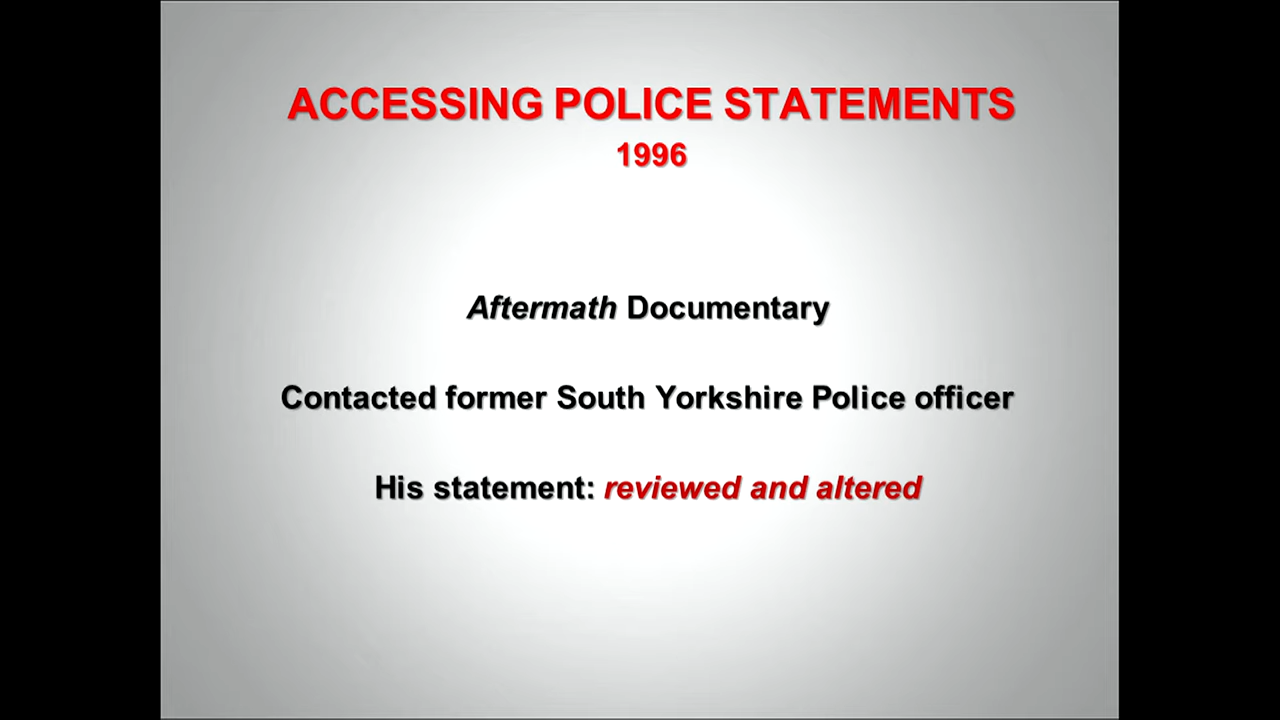 ACCESSING POLICE STATEMENTS
1996
Aftermath Documentary
Contacted former South Yorkshire Police officer
His statement: reviewed and altered